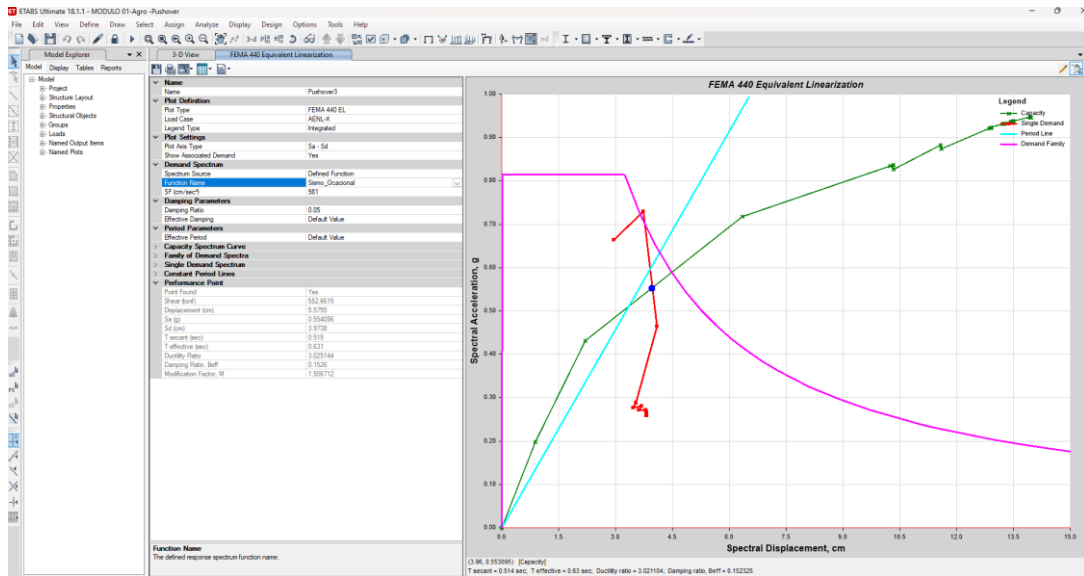 ETABS Ultimate 18.1.1 - MODULO 01-Agro -Pushover
File Edit View Define Draw Select Assign Analyze Display Design Options Tools Help
Model Explorer
3-D View
FEMA 440 Equivalent Linearization
Model Display Tables Reports
Model
Project
Structure Layout
Properties
Structural Objects
Groups
Loads
Named Output Items
Named Plots
Name
Name Pushover3
Plot Definition
Plot Type FEMA 440 EL
Load Case AENL-X
Legend Type Integrated
Plot Settings
Plot Axis Type Sa - Sd
Show Associated Demand Yes
Demand Spectrum
Spectrum Source Defined Function
Function Name Sismo_Ocacional
SF (cm/sec²) 981
Damping Parameters
Damping Ratio 0.05
Effective Damping Default Value
Period Parameters
Effective Period Default Value
Capacity Spectrum Curve
Family of Demand Spectra
Single Demand Spectrum
Constant Period Lines
Performance Point
Point Found Yes
Shear (tonf) 552.6615
Displacement (cm) 5.5755
Sa (g) 0.554056
Sd (cm) 3.9738
T secant (sec) 0.515
T effective (sec) 0.631
Ductility Ratio 3.025144
Damping Ratio, Beff 0.1526
Modification Factor, M 1.506712
Function Name
The defined response spectrum function name.
FEMA 440 Equivalent Linearization
Legend
Capacity
Single Demand
Period Line
Demand Family
Spectral Acceleration, g
1.00
0.90
0.80
0.70
0.60
0.50
0.40
0.30
0.20
0.10
0.00
0.0 1.5 3.0 4.5 6.0 7.5 9.0 10.5 12.0 13.5 15.0
Spectral Displacement, cm
(3.96, 0.553095) [Capacity]
T secant = 0.514 sec; T effective = 0.63 sec; Ductility ratio = 3.021104; Damping ratio, Beff = 0.152325